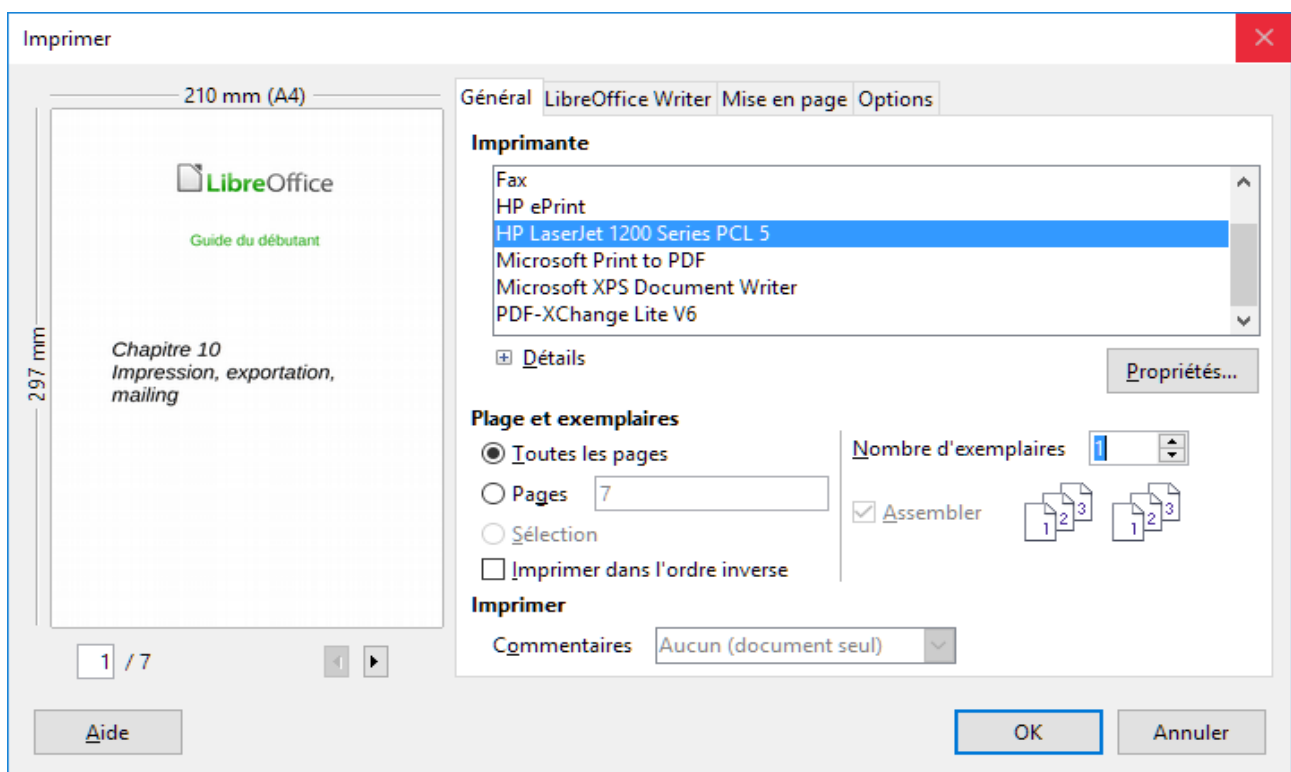 Imprimer
210 mm (A4)
297 mm
LibreOffice
Guide du débutant
Chapitre 10
Impression, exportation,
mailing
1 / 7
Général LibreOffice Writer Mise en page Options
Imprimante
Fax
HP ePrint
HP LaserJet 1200 Series PCL 5
Microsoft Print to PDF
Microsoft XPS Document Writer
PDF-XChange Lite V6
Détails
Propriétés...
Plage et exemplaires
Toutes les pages
Pages 7
Sélection
Imprimer dans l'ordre inverse
Nombre d'exemplaires 1
Assembler 1 2 3 1 2 3
Imprimer
Commentaires Aucun (document seul)
Aide OK Annuler